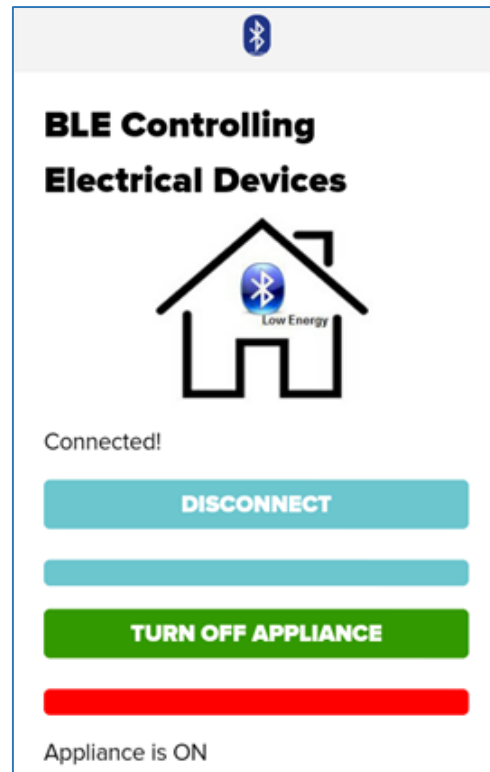 BLE Controlling
Electrical Devices
Low Energy
Connected!
DISCONNECT
TURN OFF APPLIANCE
Appliance is ON